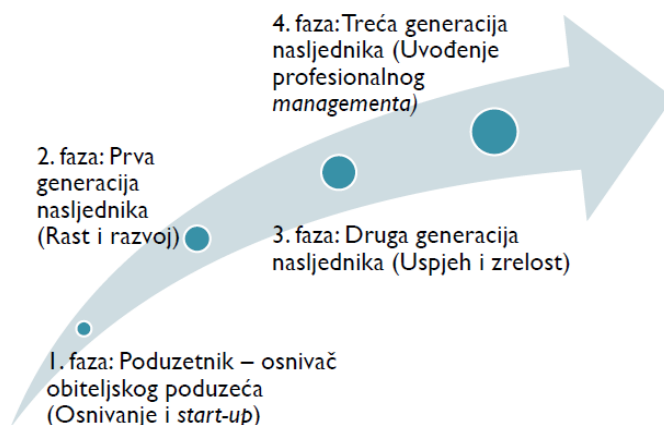 4. faza: Treća generacija
nasljednika (Uvođenje
profesionalnog
managementa)
2. faza: Prva
generacija
nasljednika
(Rast i razvoj)
3. faza: Druga generacija
nasljednika (Uspjeh i zrelost)
1. faza: Poduzetnik – osnivač
obiteljskog poduzeća
(Osnivanje i start-up)